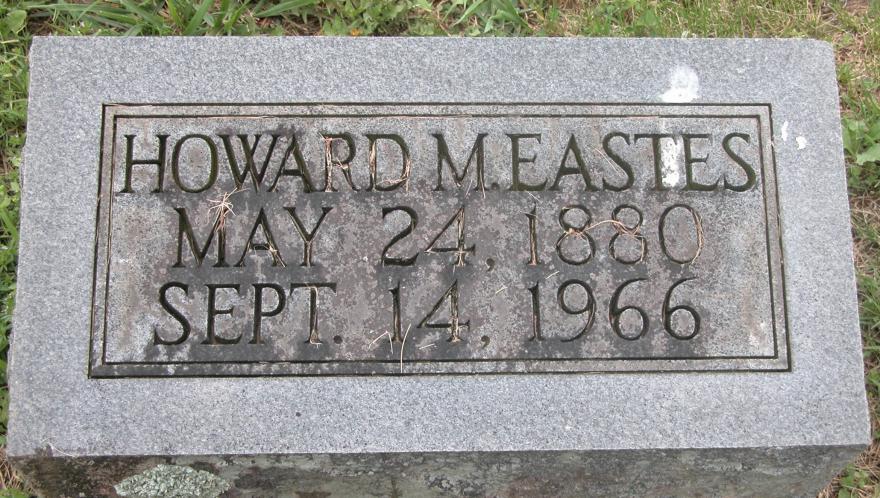 HOWARD M. EASTES
MAY 24, 1880
SEPT. 14, 1966